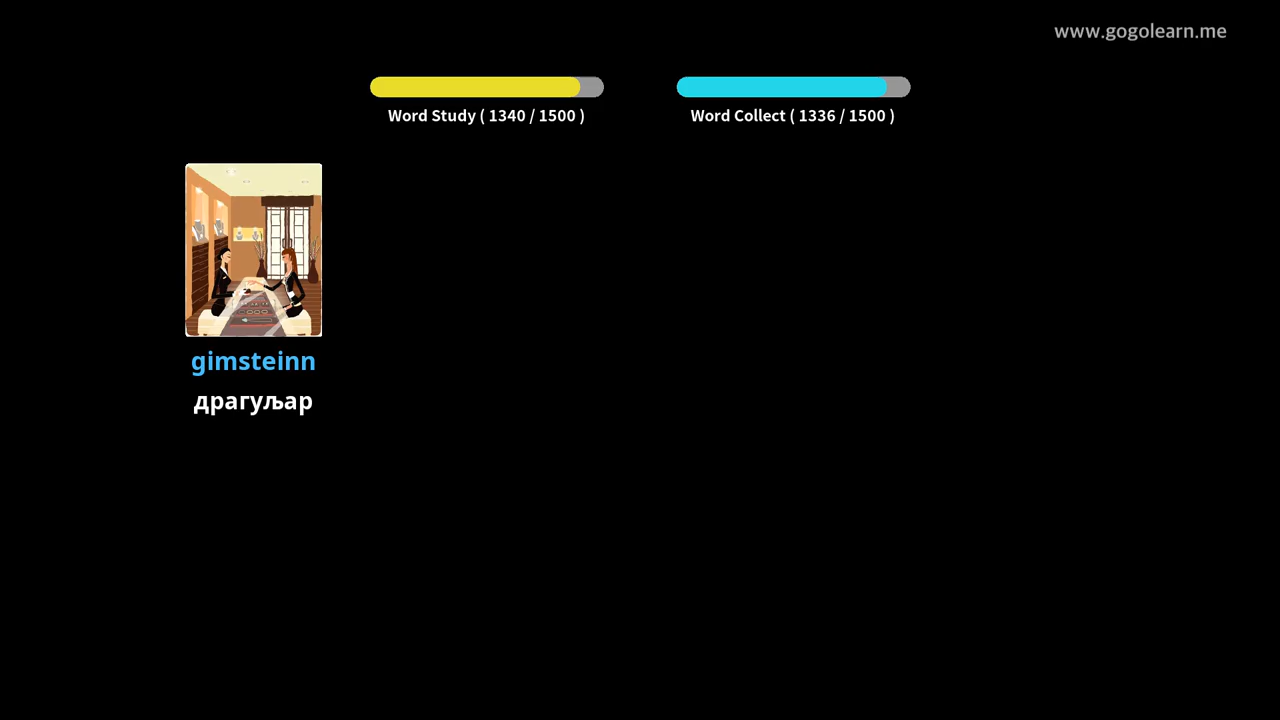 www.gogolearn.me
Word Study ( 1340 / 1500 )
Word Collect ( 1336 / 1500 )
gimsteinn
драгуљар